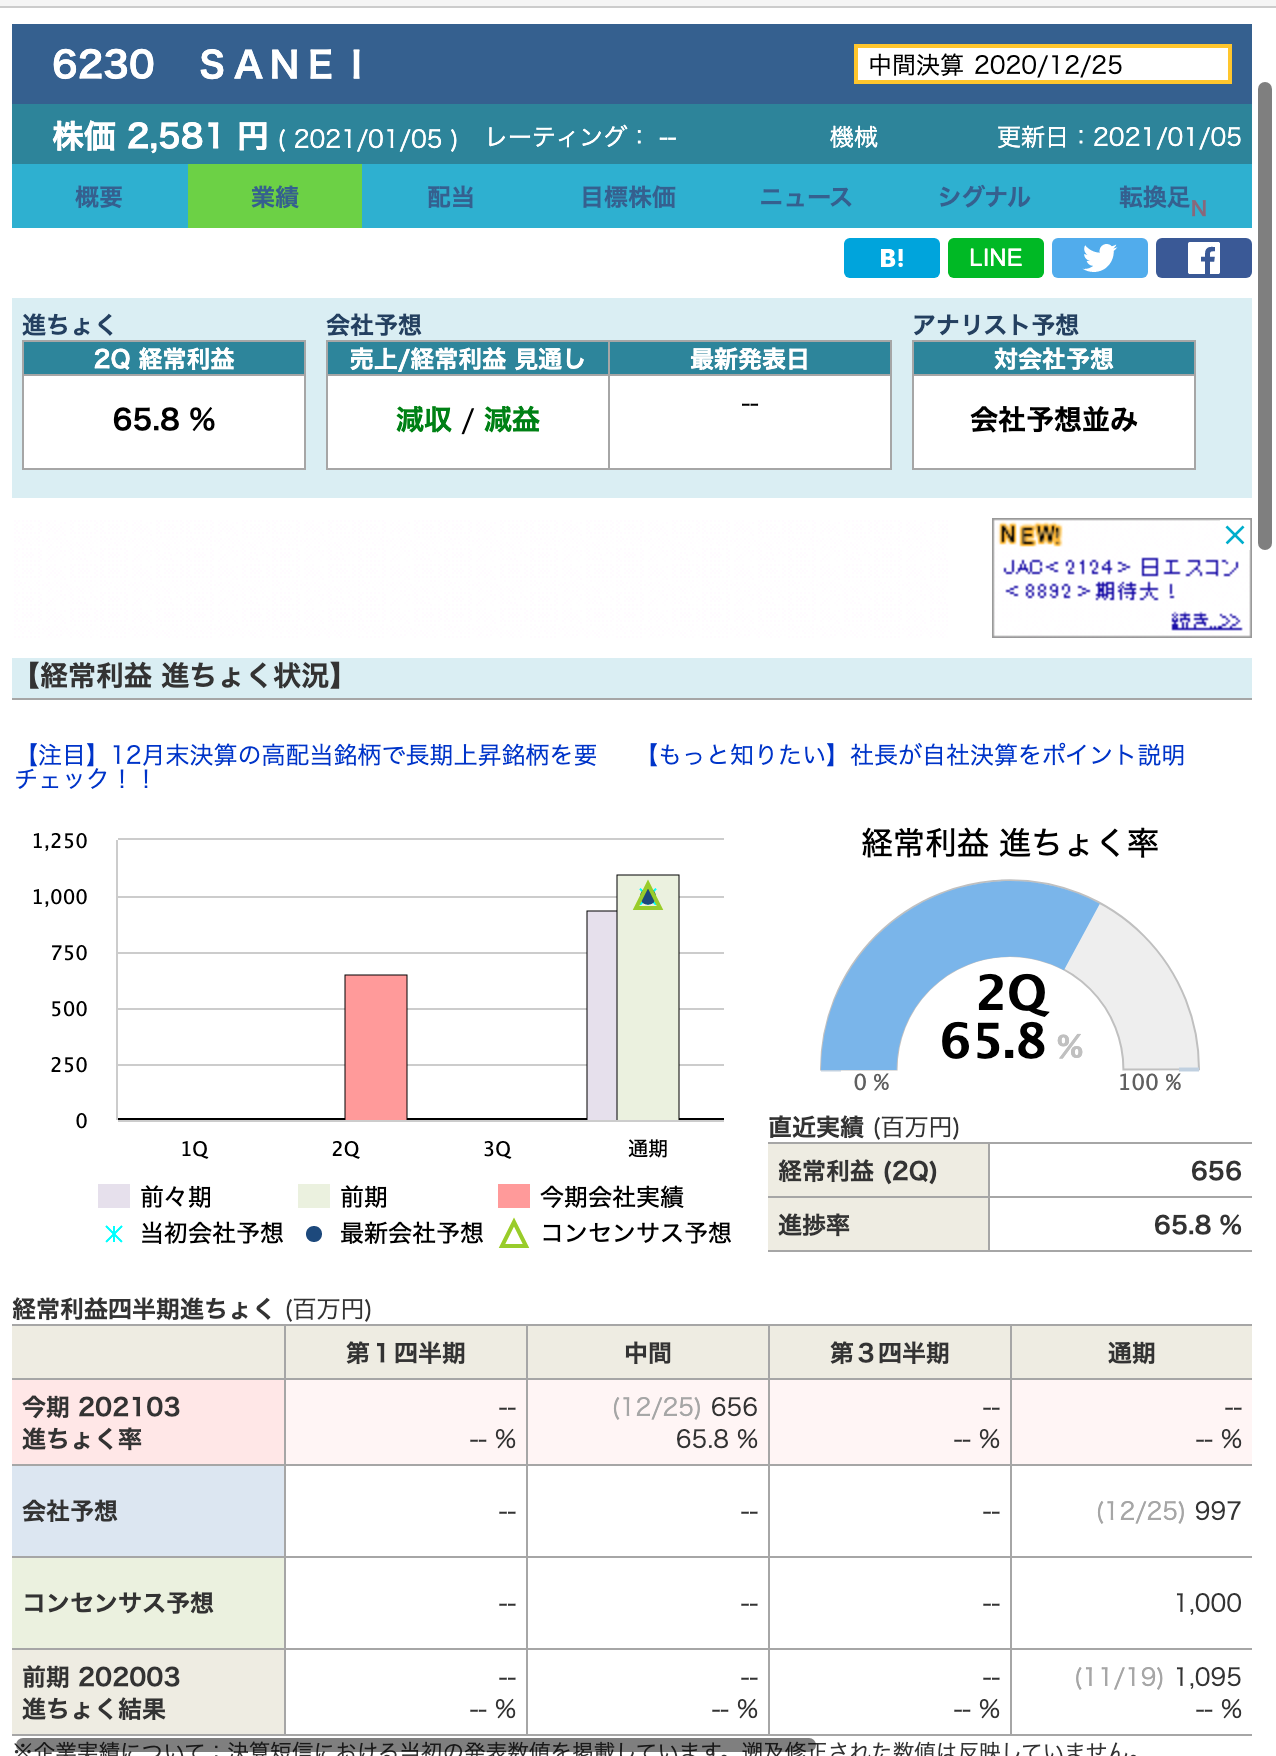 6230 SANEI
中間決算 2020/12/25
株価 2,581 円 ( 2021/01/05 ) レーティング： -- 機械 更新日：2021/01/05
概要 業績 配当 目標株価 ニュース シグナル 転換足N
B! LINE
進ちょく 会社予想 アナリスト予想
2Q 経常利益 売上/経常利益 見通し 最新発表日 対会社予想
65.8 % 減収 / 減益 -- 会社予想並み
NEW!
JAC<2124> 日エスコン
<8892>期待大！
続き..>>
【経常利益 進ちょく状況】
【注目】12月末決算の高配当銘柄で長期上昇銘柄を要
チェック！！
【もっと知りたい】社長が自社決算をポイント説明
1,250
1,000
750
500
250
0
1Q 2Q 3Q 通期
前々期 前期 今期会社実績
当初会社予想 最新会社予想 コンセンサス予想
経常利益 進ちょく率
2Q
65.8 %
0 % 100 %
直近実績 (百万円)
経常利益 (2Q) 656
進捗率 65.8 %
経常利益四半期進ちょく (百万円)
第１四半期 中間 第３四半期 通期
今期 202103 -- (12/25) 656 -- --
進ちょく率 -- % 65.8 % -- % -- %
会社予想 -- -- -- (12/25) 997
コンセンサス予想 -- -- -- 1,000
前期 202003 -- -- -- (11/19) 1,095
進ちょく結果 -- % -- % -- % -- %
※企業実績について：決算短信における当初の発表数値を掲載しています。遡及修正された数値は反映していません。